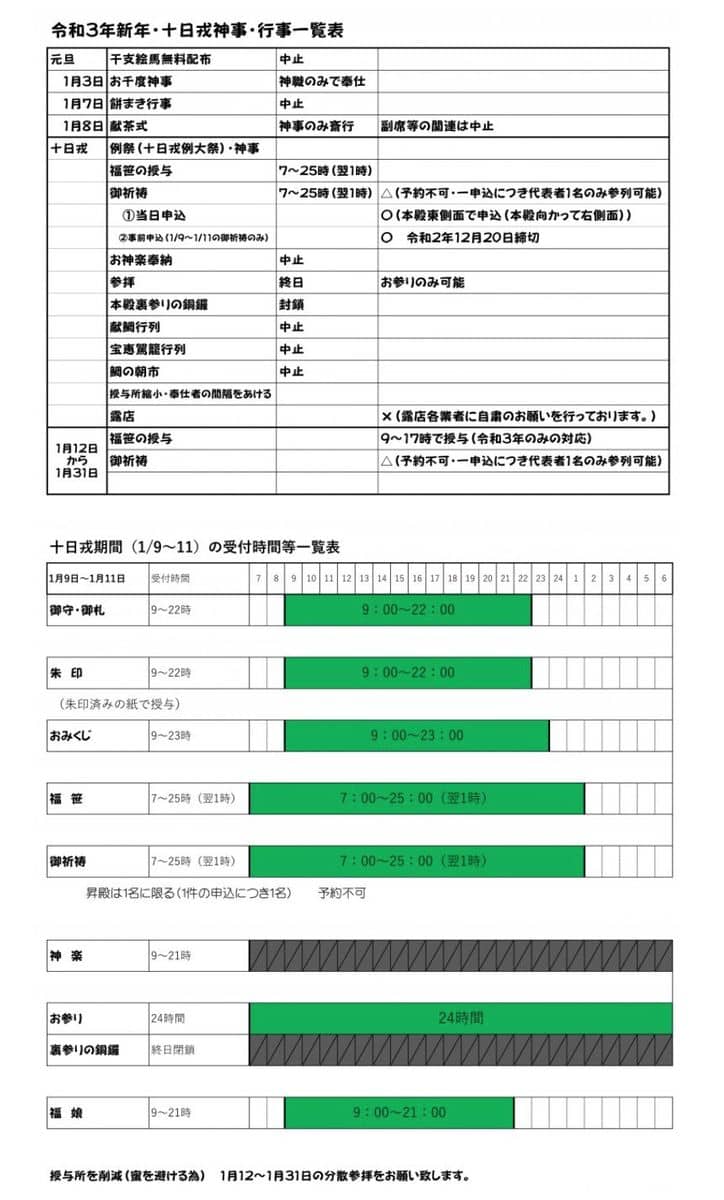 令和3年新年・十日戎神事・行事一覧表
元旦 干支絵馬無料配布 中止
1月3日 お千度神事 神職のみで奉仕
1月7日 餅まき行事 中止
1月8日 献茶式 神事のみ斎行 副席等の関連は中止
十日戎 例祭（十日戎例大祭）・神事
福笹の授与 7～25時（翌1時）
御祈祷 7～25時（翌1時） △（予約不可・一申込につき代表者1名のみ参列可能）
①当日申込 〇（本殿東側面で申込（本殿向かって右側面））
②事前申込（1/9～1/11の御祈祷のみ） 〇 令和2年12月20日締切
お神楽奉納 中止
参拝 終日 お参りのみ可能
本殿裏参りの銅鑼 封鎖
献鯛行列 中止
宝恵駕籠行列 中止
鯛の朝市 中止
授与所縮小・奉仕者の間隔をあける
露店 ×（露店各業者に自粛のお願いを行っております。）
1月12日から1月31日 福笹の授与 9～17時で授与（令和3年のみの対応）
御祈祷 △（予約不可・一申込につき代表者1名のみ参列可能）
十日戎期間（1/9～11）の受付時間等一覧表
1月9日～1月11日 受付時間 7 8 9 10 11 12 13 14 15 16 17 18 19 20 21 22 23 24 1 2 3 4 5 6
御守・御札 9～22時 9：00～22：00
朱 印 9～22時 9：00～22：00
（朱印済みの紙で授与）
おみくじ 9～23時 9：00～23：00
福 笹 7～25時（翌1時） 7：00～25：00（翌1時）
御祈祷 7～25時（翌1時） 7：00～25：00（翌1時）
昇殿は1名に限る（1件の申込につき1名） 予約不可
神 楽 9～21時
お参り 24時間 24時間
裏参りの銅鑼 終日閉鎖
福 娘 9～21時 9：00～21：00
授与所を削減（蜜を避ける為） 1月12～1月31日の分散参拝をお願い致します。